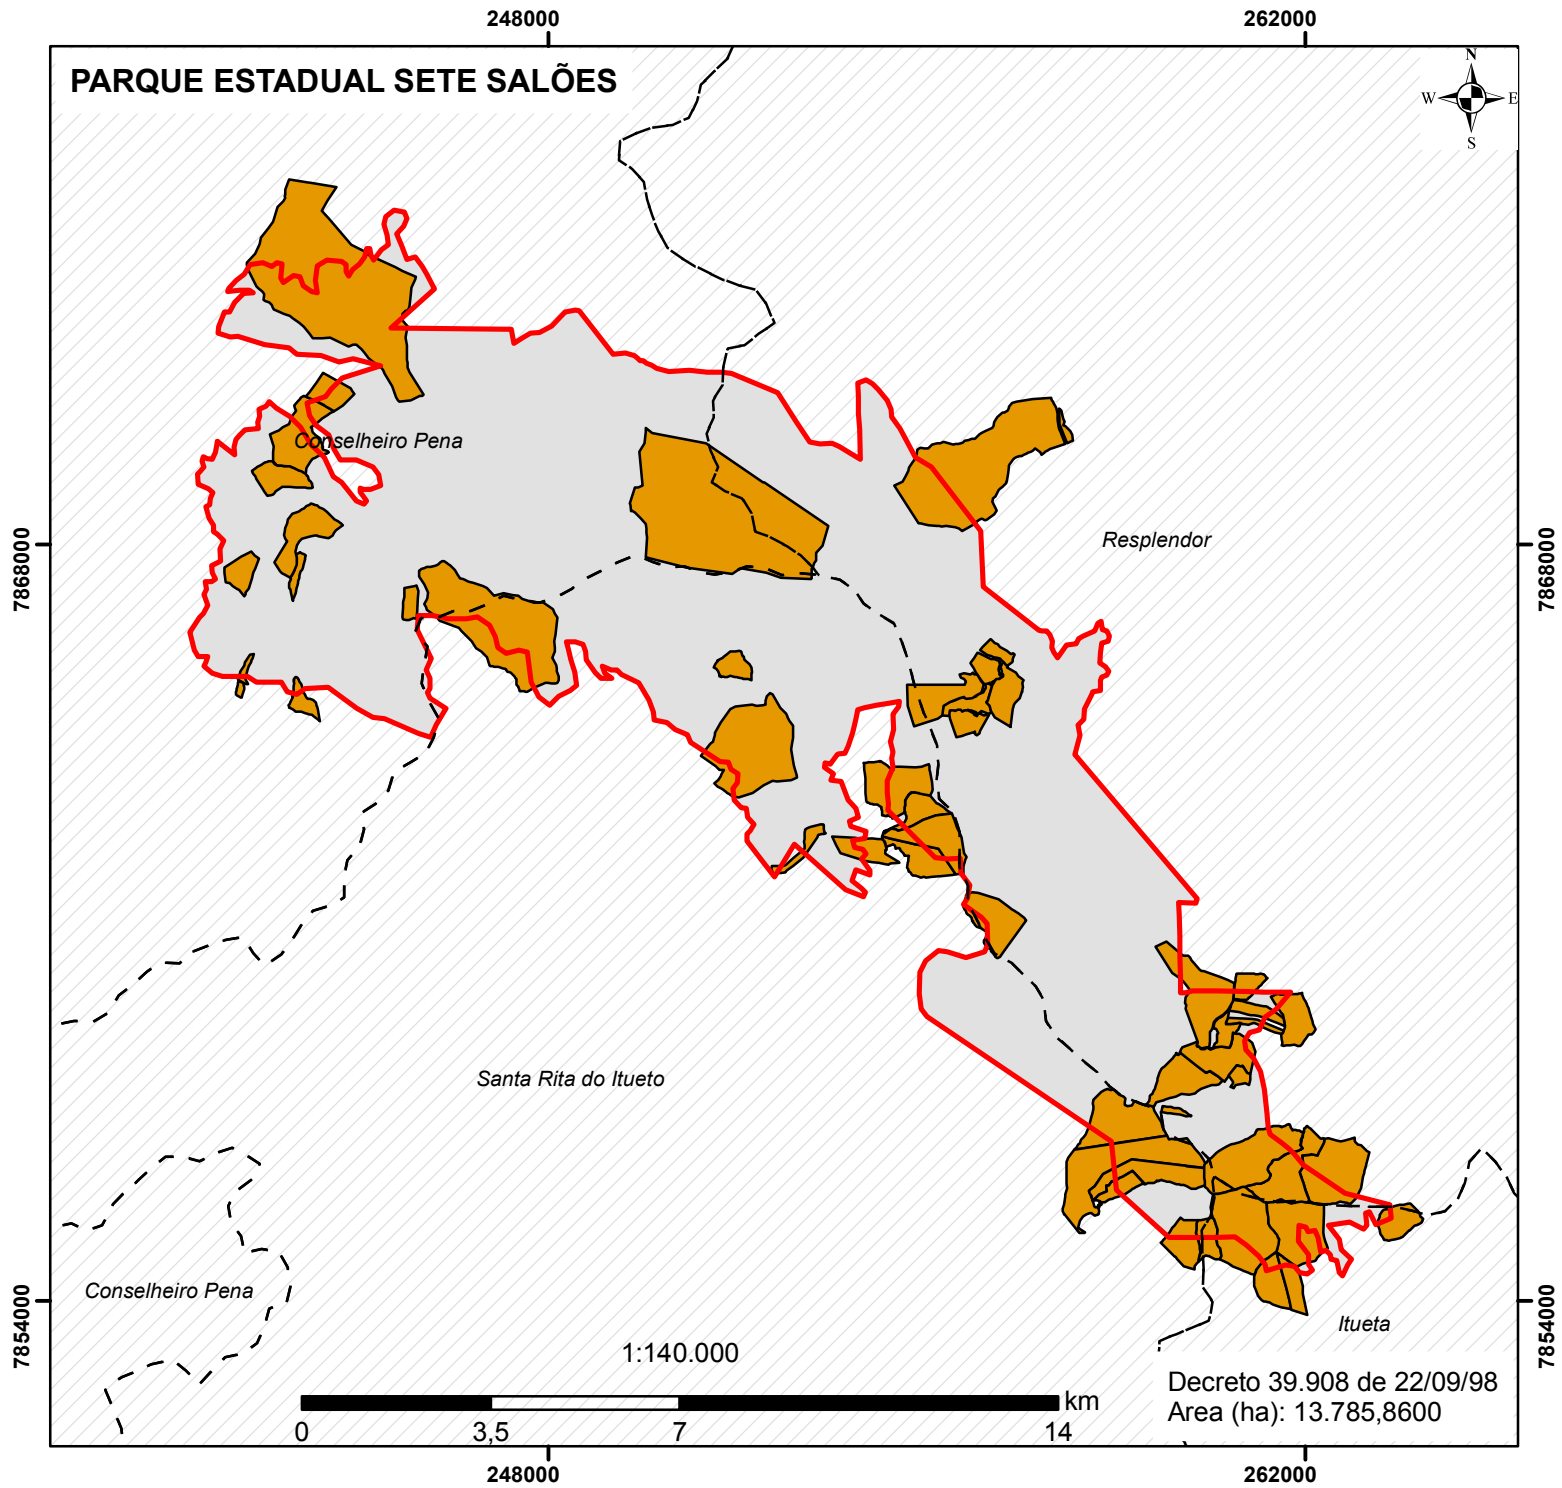 248000
262000
PARQUE ESTADUAL SETE SALÕES
N
W
E
S
Conselheiro Pena
Resplendor
7868000
7868000
Santa Rita do Itueto
Conselheiro Pena
Itueta
7854000
7854000
1:140.000
Decreto 39.908 de 22/09/98
Area (ha): 13.785,8600
km
0
3,5
7
14
248000
262000